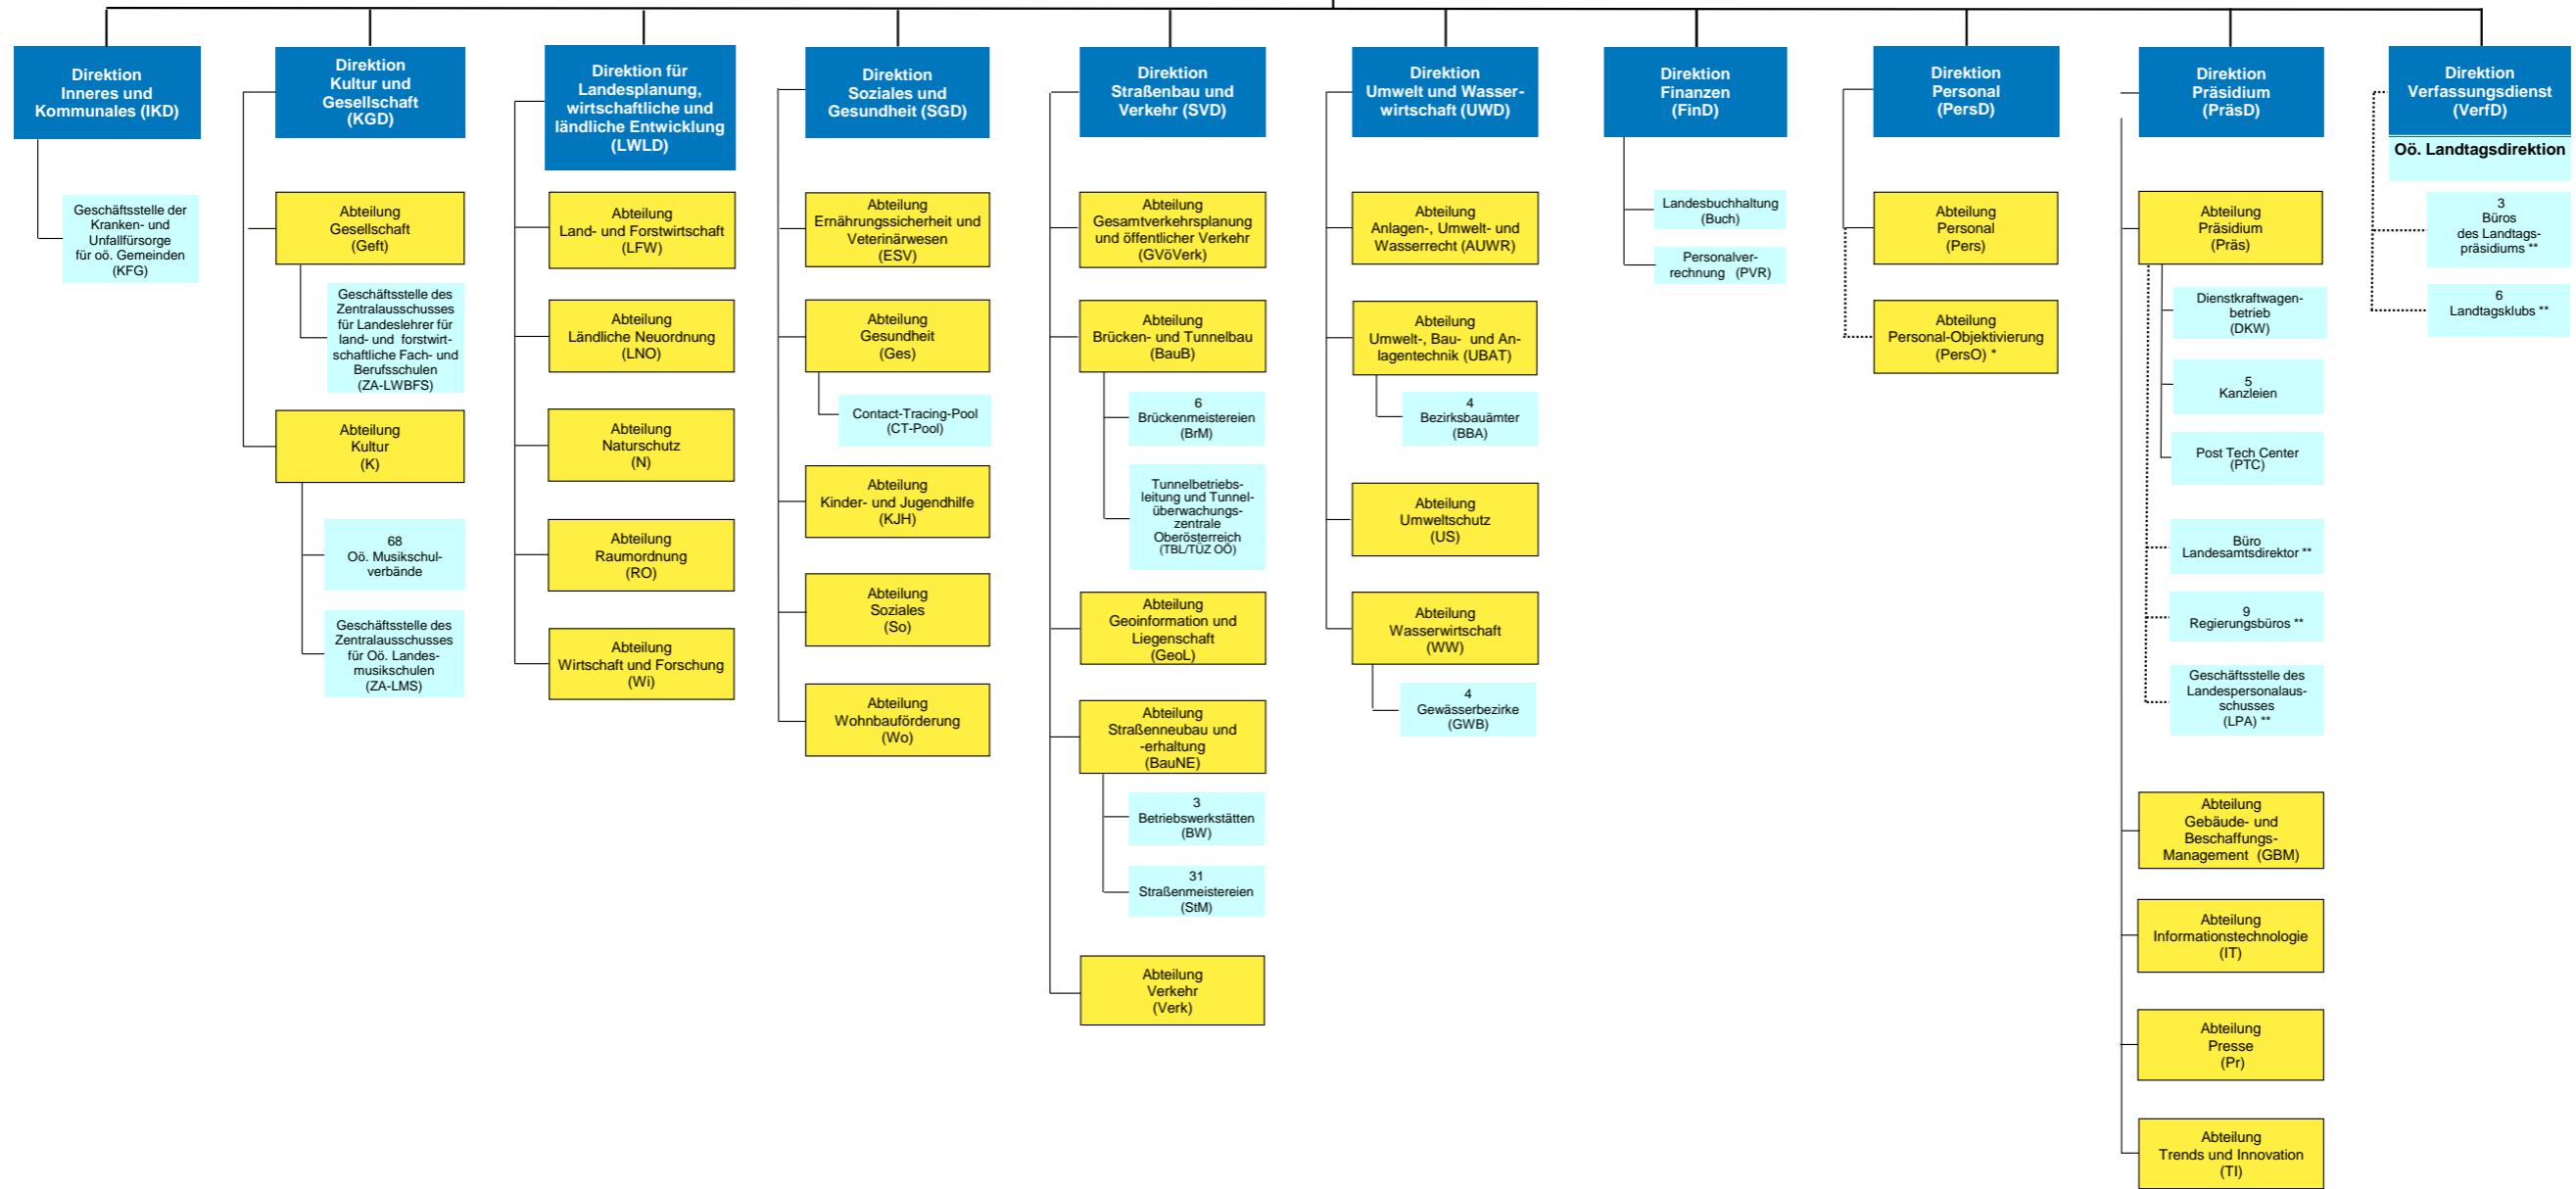 Direktion
Inneres und
Kommunales (IKD)
Geschäftsstelle der
Kranken- und
Unfallfürsorge
für oö. Gemeinden
(KFG)
Direktion
Kultur und
Gesellschaft
(KGD)
Abteilung
Gesellschaft
(Geft)
Geschäftsstelle des
Zentralausschusses
für Landeslehrer für
land- und forstwirt-
schaftliche Fach- und
Berufsschulen
(ZA-LWBFS)
Abteilung
Kultur
(K)
68
Oö. Musikschul-
verbände
Geschäftsstelle des
Zentralausschusses
für Oö. Landes-
musikschulen
(ZA-LMS)
Direktion für
Landesplanung,
wirtschaftliche und
ländliche Entwicklung
(LWLD)
Abteilung
Land- und Forstwirtschaft
(LFW)
Abteilung
Ländliche Neuordnung
(LNO)
Abteilung
Naturschutz
(N)
Abteilung
Raumordnung
(RO)
Abteilung
Wirtschaft und Forschung
(Wi)
Direktion
Soziales und
Gesundheit (SGD)
Abteilung
Ernährungssicherheit und
Veterinärwesen
(ESV)
Abteilung
Gesundheit
(Ges)
Contact-Tracing-Pool
(CT-Pool)
Abteilung
Kinder- und Jugendhilfe
(KJH)
Abteilung
Soziales
(So)
Abteilung
Wohnbauförderung
(Wo)
Direktion
Straßenbau und
Verkehr (SVD)
Abteilung
Gesamtverkehrsplanung
und öffentlicher Verkehr
(GVöVerk)
Abteilung
Brücken- und Tunnelbau
(BauB)
6
Brückenmeistereien
(BrM)
Tunnelbetriebs-
leitung und Tunnel-
überwachungs-
zentrale
Oberösterreich
(TBL/TÜZ OÖ)
Abteilung
Geoinformation und
Liegenschaft
(GeoL)
Abteilung
Straßenneubau und
-erhaltung
(BauNE)
3
Betriebswerkstätten
(BW)
31
Straßenmeistereien
(StM)
Abteilung
Verkehr
(Verk)
Direktion
Umwelt und Wasser-
wirtschaft (UWD)
Abteilung
Anlagen-, Umwelt- und
Wasserrecht (AUWR)
Abteilung
Umwelt-, Bau- und An-
lagentechnik (UBAT)
4
Bezirksbauämter
(BBA)
Abteilung
Umweltschutz
(US)
Abteilung
Wasserwirtschaft
(WW)
4
Gewässerbezirke
(GWB)
Direktion
Finanzen
(FinD)
Landesbuchhaltung
(Buch)
Personalver-
rechnung (PVR)
Direktion
Personal
(PersD)
Abteilung
Personal
(Pers)
Abteilung
Personal-Objektivierung
(PersO) *
Direktion
Präsidium
(PräsD)
Abteilung
Präsidium
(Präs)
Dienstkraftwagen-
betrieb
(DKW)
5
Kanzleien
Post Tech Center
(PTC)
Büro
Landesamtsdirektor **
9
Regierungsbüros **
Geschäftsstelle des
Landespersonalaus-
schusses
(LPA) **
Abteilung
Gebäude- und
Beschaffungs-
Management (GBM)
Abteilung
Informationstechnologie
(IT)
Abteilung
Presse
(Pr)
Abteilung
Trends und Innovation
(TI)
Direktion
Verfassungsdienst
(VerfD)
Oö. Landtagsdirektion
3
Büros
des Landtags-
präsidiums **
6
Landtagsklubs **